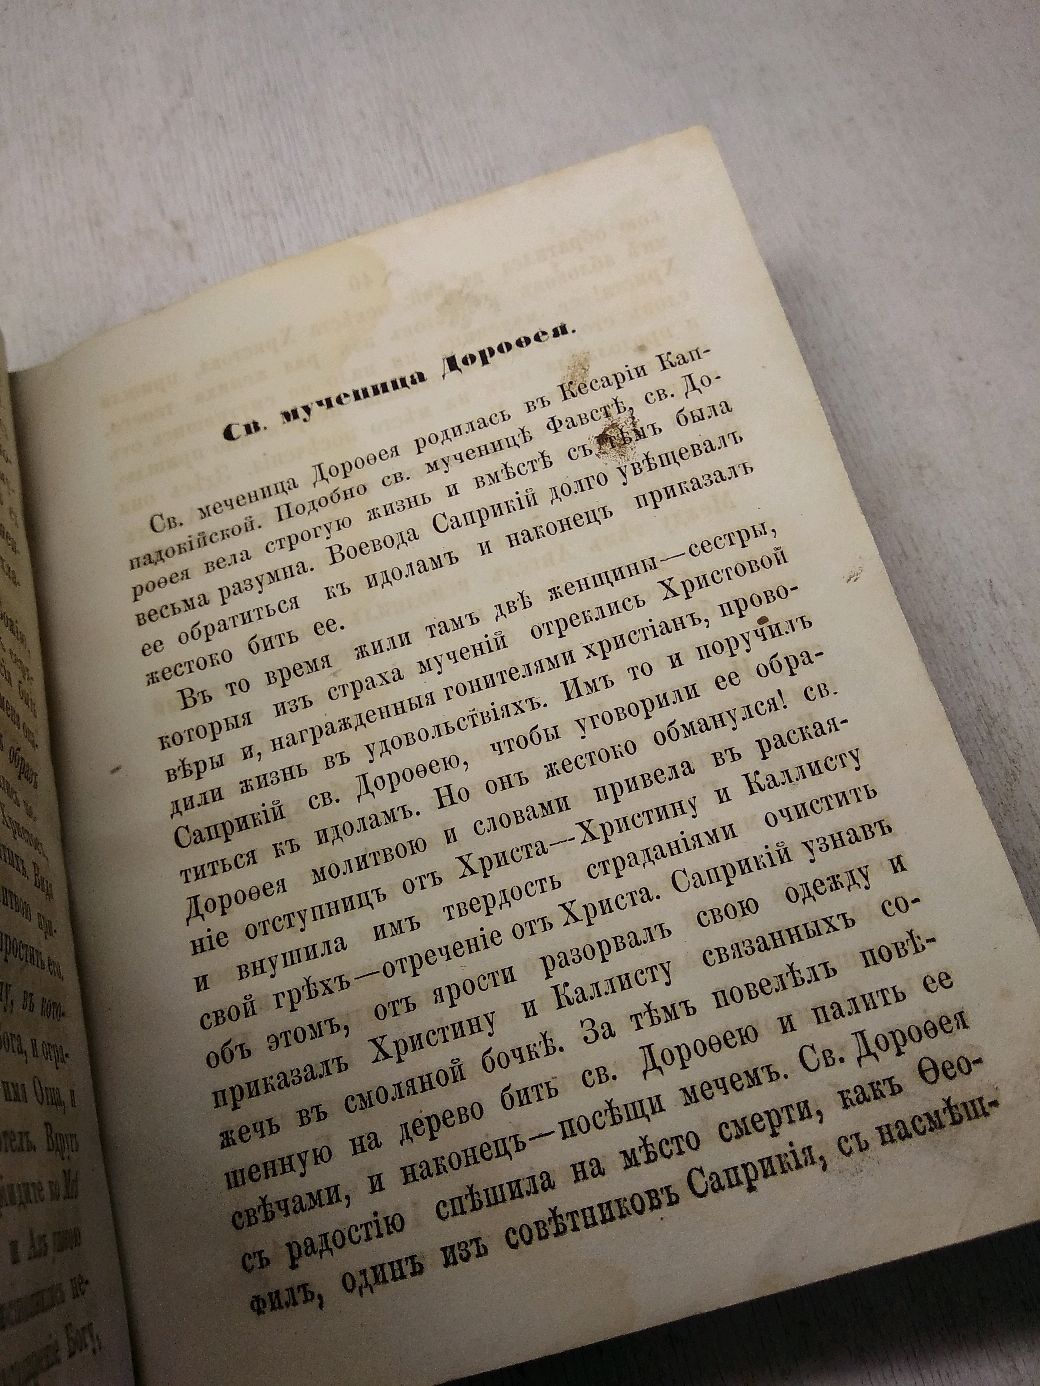 Св. мученица Дороѳея.
Св. меченица Дороѳея родилась въ Кесаріи Кап-
падокійской. Подобно св. мученицѣ Фавстѣ, св. До-
роѳея вела строгую жизнь и вмѣстѣ съ тѣмъ была
весьма разумна. Воевода Саприкій долго увѣщевалъ
ее обратиться къ идоламъ и наконецъ приказалъ
жестоко бить ее.
Въ то время жили тамъ двѣ женщины—сестры,
которыя изъ страха мученій отреклись Христовой
вѣры и, награжденныя гонителями христіанъ, прово-
дили жизнь въ удовольствіяхъ. Имъ то и поручилъ
Саприкій св. Дороѳею, чтобы уговорили ее обра-
титься къ идоламъ. Но онъ жестоко обманулся! св.
Дороѳея молитвою и словами привела въ раская-
ніе отступницъ отъ Христа—Христину и Каллисту
и внушила имъ твердость страданіями очистить
свой грѣхъ—отреченіе отъ Христа. Саприкій узнавъ
объ этомъ, отъ ярости разорвалъ свою одежду и
приказалъ Христину и Каллисту связанныхъ со-
жечь въ смоляной бочкѣ. За тѣмъ повелѣлъ повѣ-
шенную на дерево бить св. Дороѳею и палить ее
свѣчами, и наконецъ—посѣщи мечемъ. Св. Дороѳея
съ радостію спѣшила на мѣсто смерти, какъ Ѳео-
филъ, одинъ изъ совѣтниковъ Саприкія, съ насмѣщ-